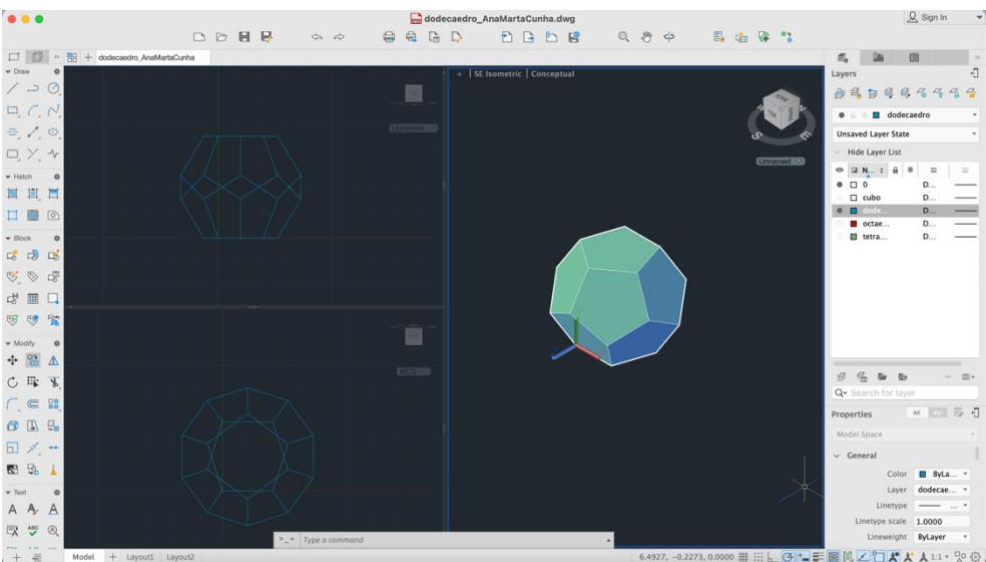 dodecaedro_AnaMartaCunha.dwg
Sign In
dodecaedro_AnaMartaCunha
Draw
Hatch
Block
Modify
Text
SE Isometric | Conceptual
Unnamed
WCS
Unnamed
Type a command
Model
Layout1
Layout2
6.4927, -0.2273, 0.0000
1:1
Layers
dodecaedro
Unsaved Layer State
Hide Layer List
N...
0 D...
cubo D...
dode... D...
octae... D...
tetra... D...
Search for layer
Properties
All
Model Space
General
Color ByLa...
Layer dodecae...
Linetype ...
Linetype scale 1.0000
Lineweight ByLayer